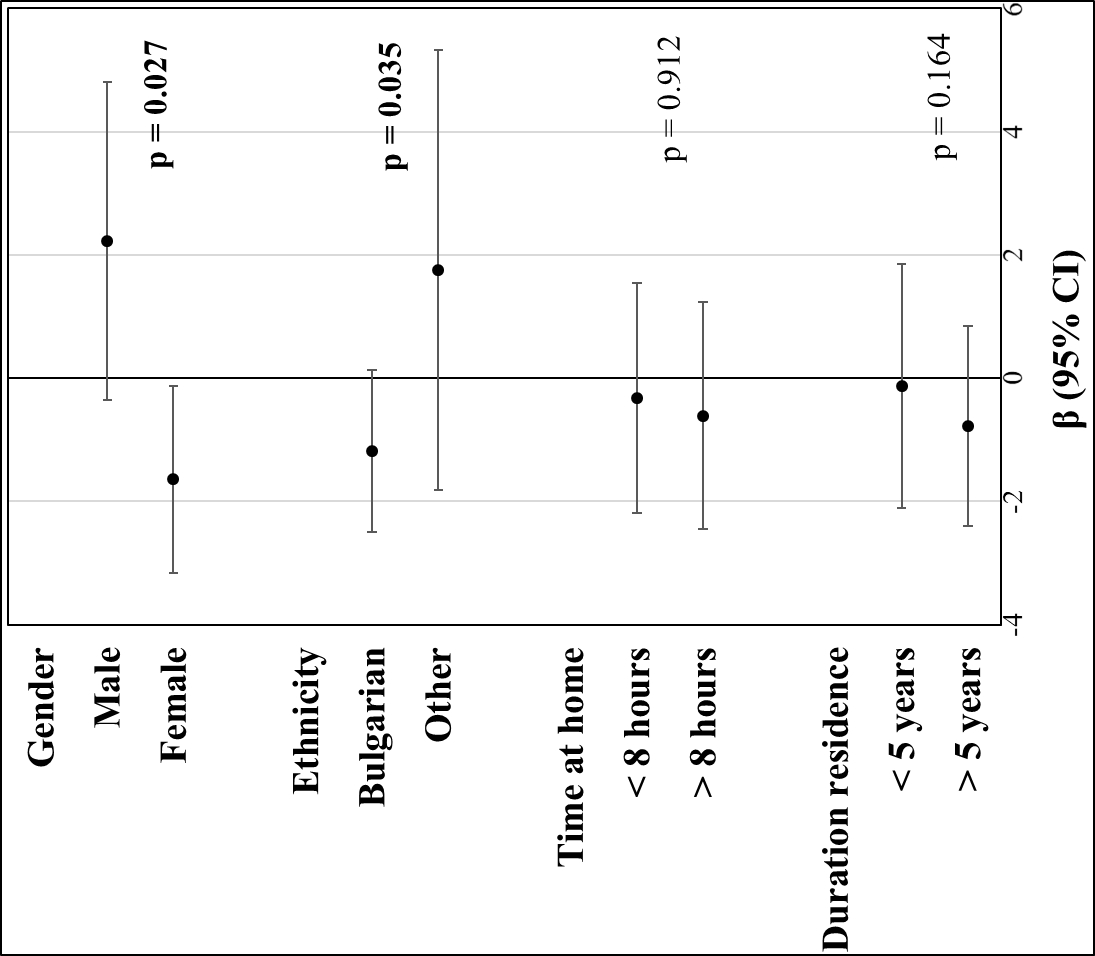 Gender
Male
Female
p = 0.027
Ethnicity
Bulgarian
Other
p = 0.035
Time at home
< 8 hours
> 8 hours
p = 0.912
Duration residence
< 5 years
> 5 years
p = 0.164
-4 -2 0 2 4 6
β (95% CI)